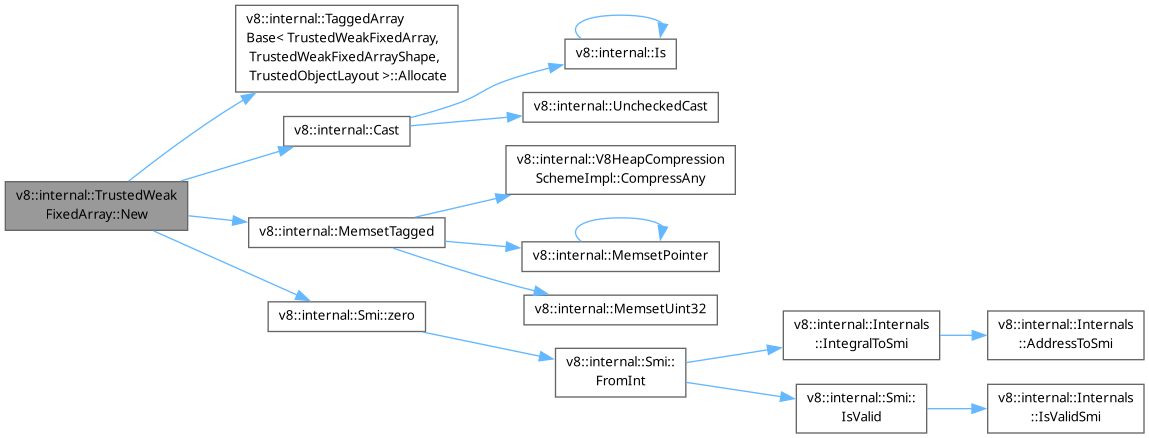 v8::internal::TaggedArray
Base< TrustedWeakFixedArray,
TrustedWeakFixedArrayShape,
TrustedObjectLayout >::Allocate
v8::internal::Is
v8::internal::UncheckedCast
v8::internal::Cast
v8::internal::V8HeapCompression
SchemeImpl::CompressAny
v8::internal::TrustedWeak
FixedArray::New
v8::internal::MemsetTagged
v8::internal::MemsetPointer
v8::internal::MemsetUint32
v8::internal::Smi::zero
v8::internal::Smi::
FromInt
v8::internal::Internals
::IntegralToSmi
v8::internal::Internals
::AddressToSmi
v8::internal::Smi::
IsValid
v8::internal::Internals
::IsValidSmi